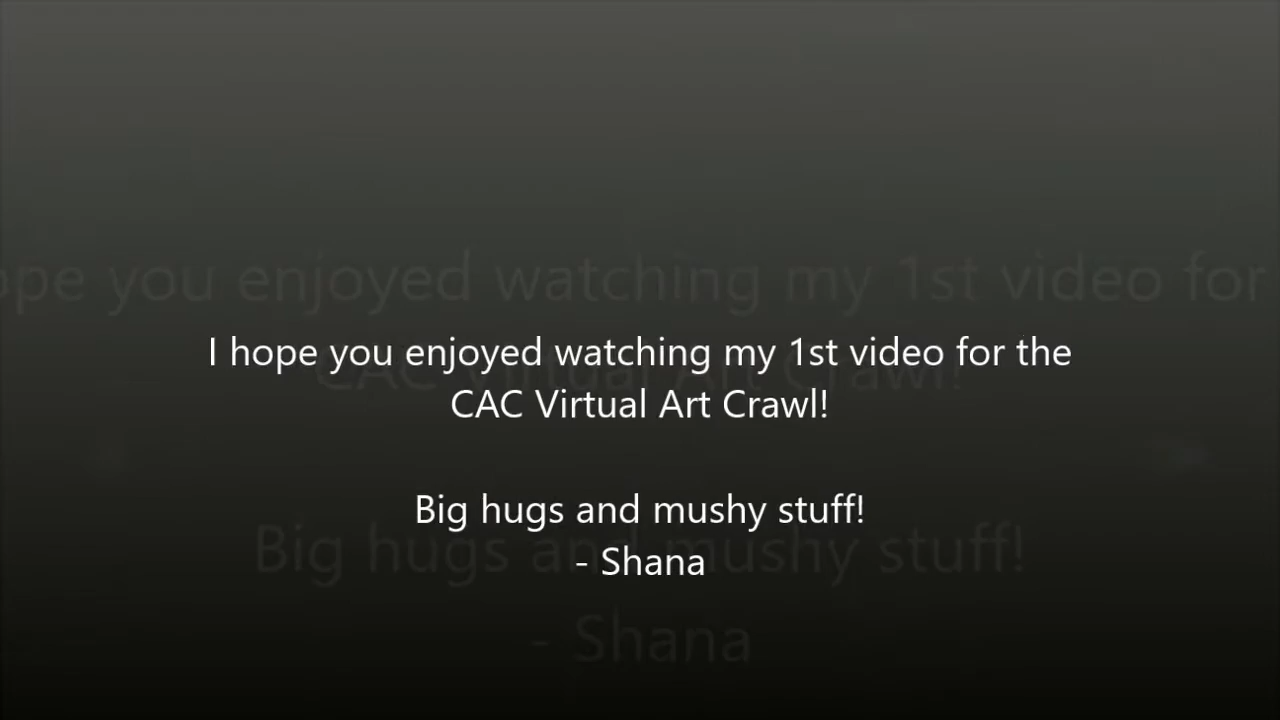 I hope you enjoyed watching my 1st video for the
CAC Virtual Art Crawl!
Big hugs and mushy stuff!
- Shana